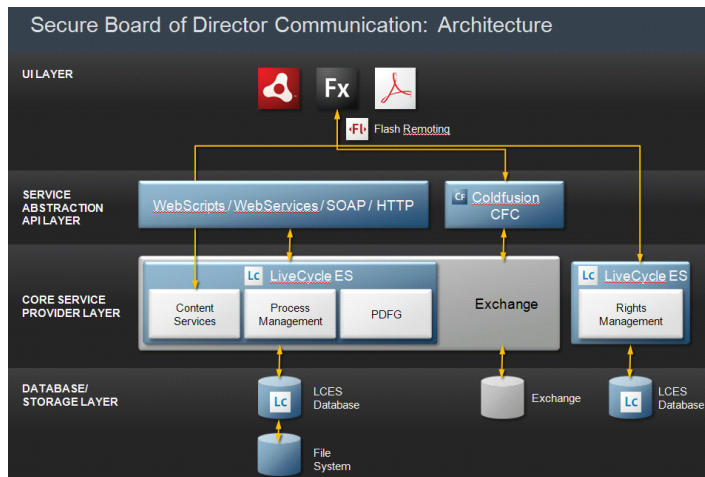 Secure Board of Director Communication: Architecture
UI LAYER
Fx
Fl
Flash Remoting
SERVICE
ABSTRACTION
API LAYER
WebScripts / WebServices / SOAP / HTTP
CF
Coldfusion
CFC
CORE SERVICE
PROVIDER LAYER
Lc
LiveCycle ES
Content
Services
Process
Management
PDFG
Exchange
Lc
LiveCycle ES
Rights
Management
DATABASE/
STORAGE LAYER
Lc
LCES
Database
Exchange
Lc
LCES
Database
File
System